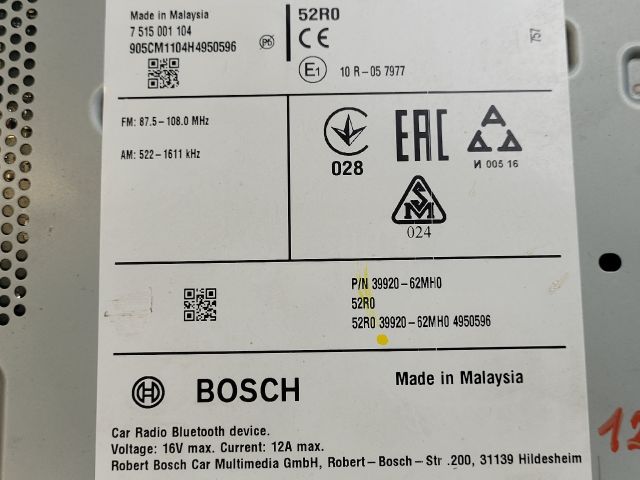 Made in Malaysia
7 515 001 104
905CM1104H4950596
Pb
52R0
CE
E1 10 R-05 7977
757
FM: 87.5-108.0 MHz
AM: 522-1611 kHz
028
EAC
И 005 16
SM
024
P/N 39920-62MH0
52R0
52R0 39920-62MH0 4950596
BOSCH
Made in Malaysia
Car Radio Bluetooth device.
Voltage: 16V max. Current: 12A max.
Robert Bosch Car Multimedia GmbH, Robert-Bosch-Str .200, 31139 Hildesheim